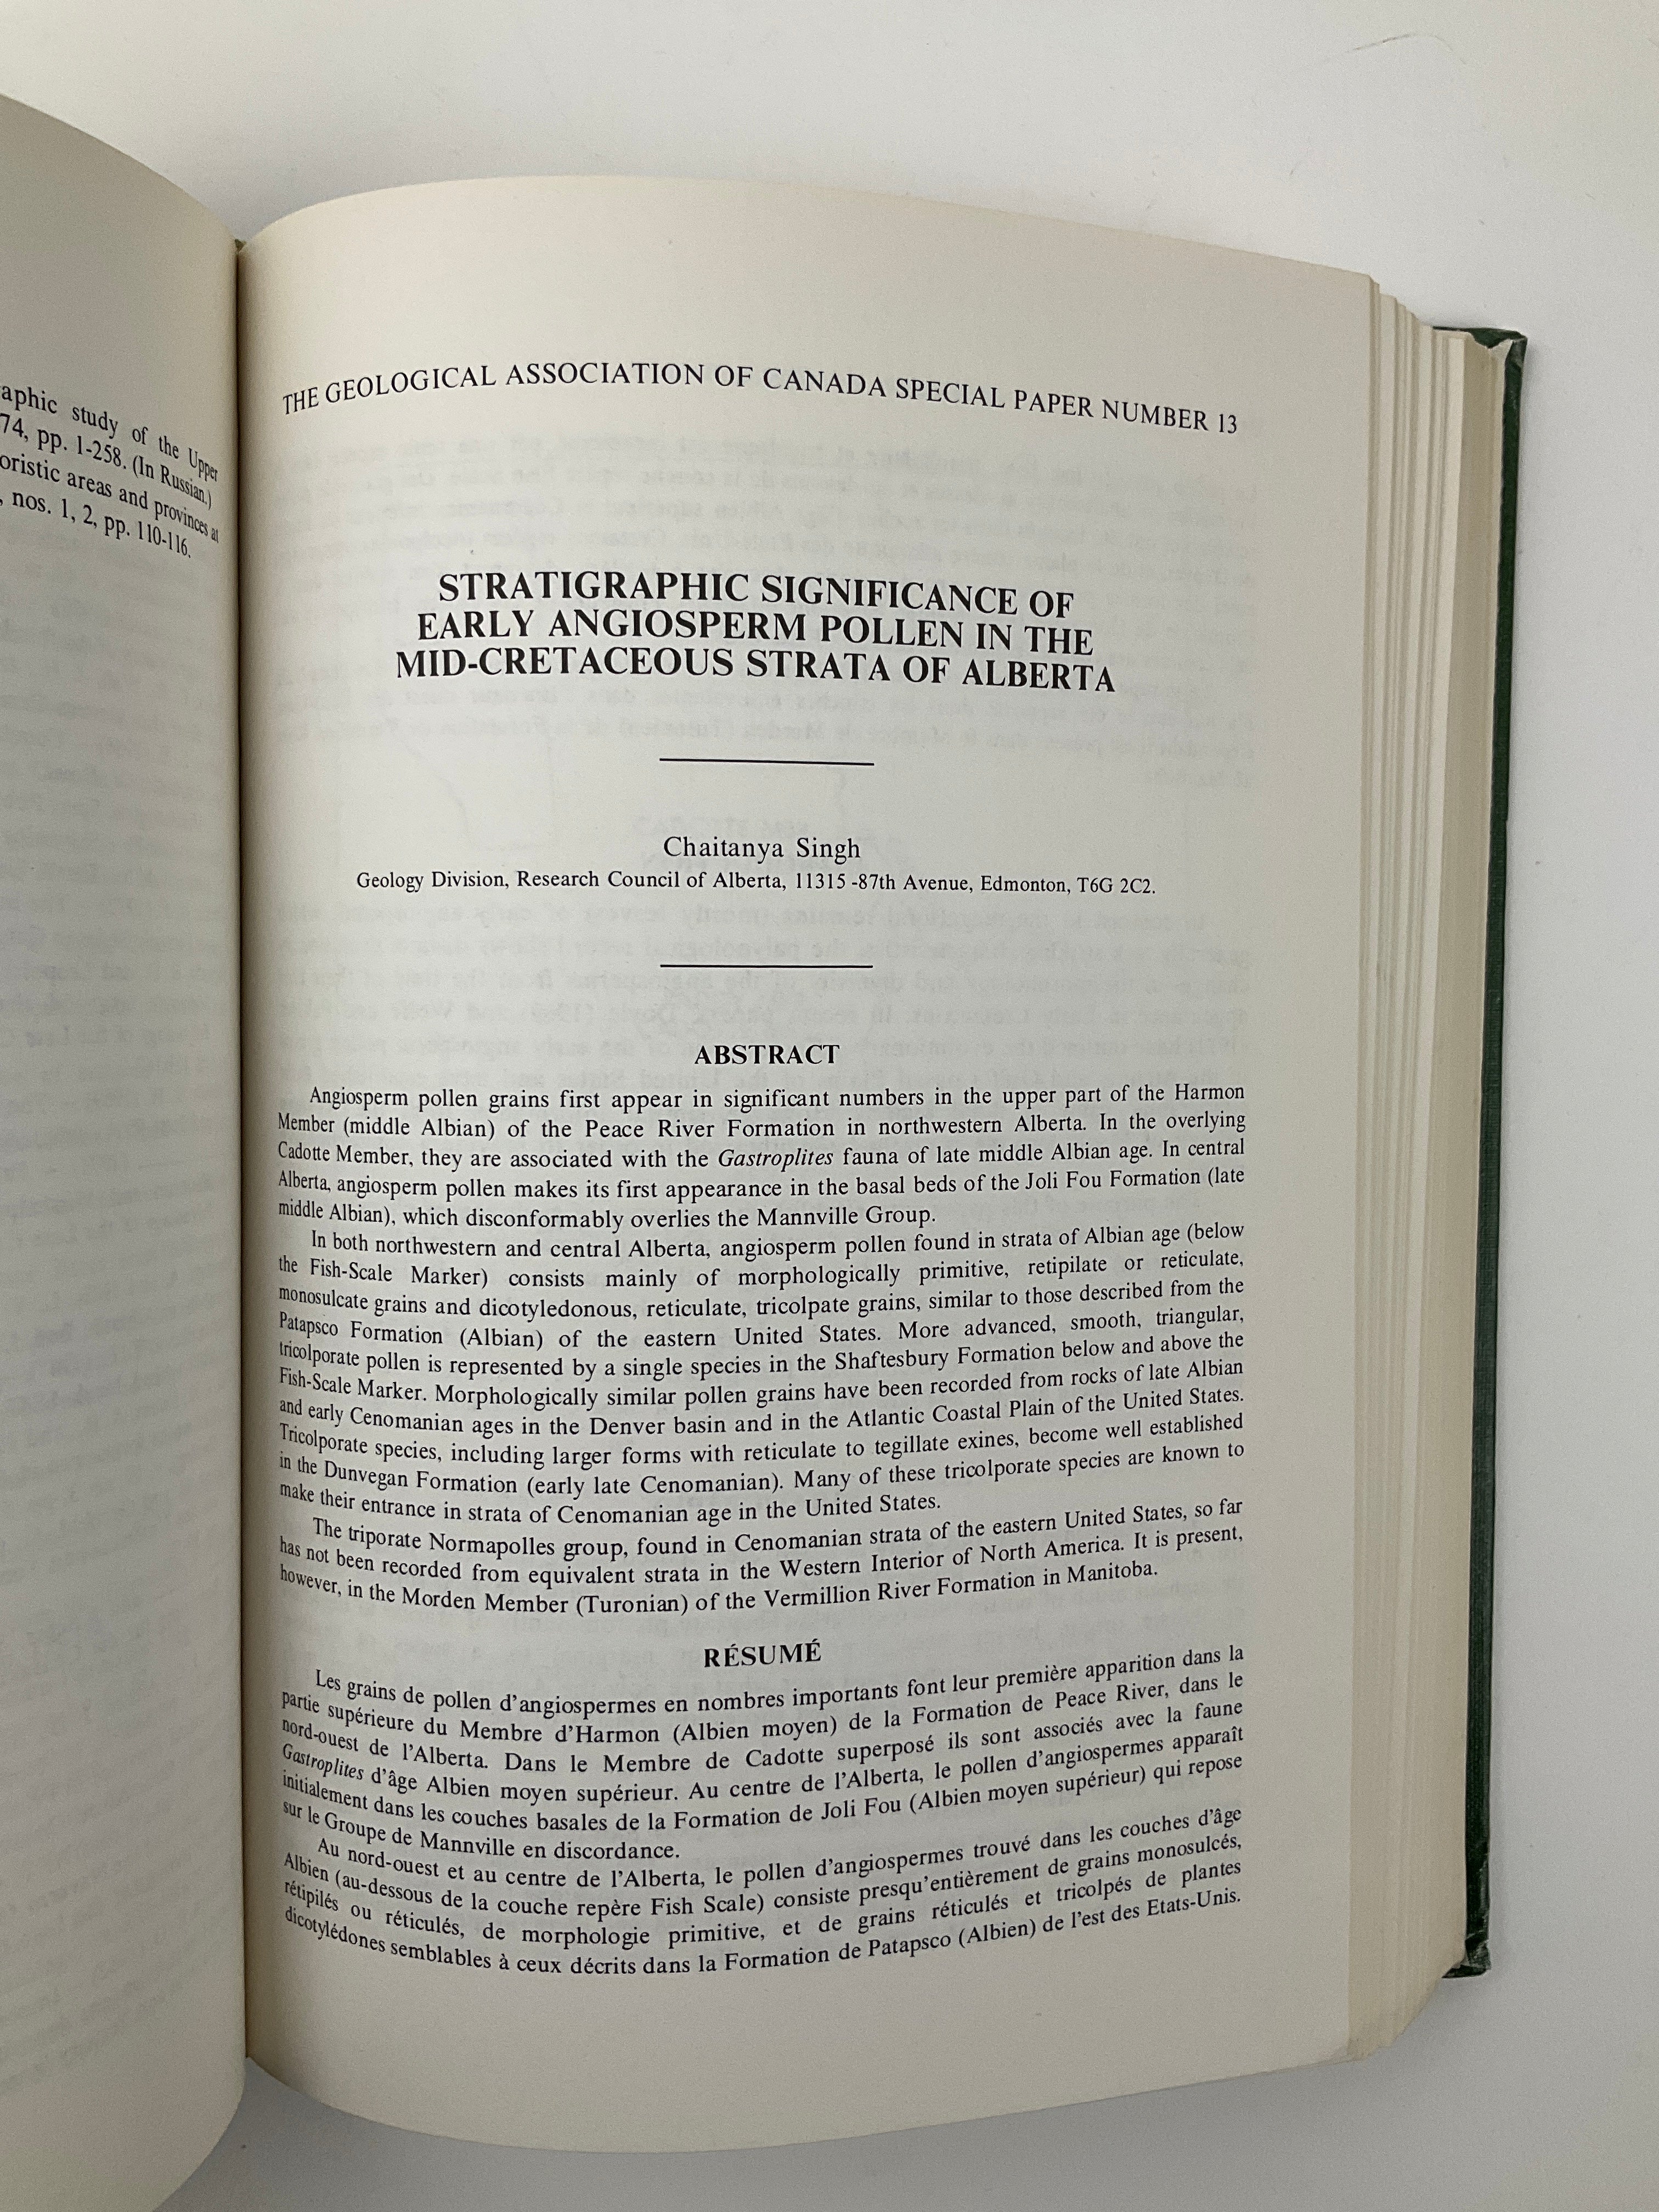 aphic study of the Upper
74, pp. 1-258. (In Russian.)
oristic areas and provinces at
, nos. 1, 2, pp. 110-116.
THE GEOLOGICAL ASSOCIATION OF CANADA SPECIAL PAPER NUMBER 13
STRATIGRAPHIC SIGNIFICANCE OF
EARLY ANGIOSPERM POLLEN IN THE
MID-CRETACEOUS STRATA OF ALBERTA
Chaitanya Singh
Geology Division, Research Council of Alberta, 11315 -87th Avenue, Edmonton, T6G 2C2.
ABSTRACT
Angiosperm pollen grains first appear in significant numbers in the upper part of the Harmon
Member (middle Albian) of the Peace River Formation in northwestern Alberta. In the overlying
Cadotte Member, they are associated with the Gastroplites fauna of late middle Albian age. In central
Alberta, angiosperm pollen makes its first appearance in the basal beds of the Joli Fou Formation (late
middle Albian), which disconformably overlies the Mannville Group.
In both northwestern and central Alberta, angiosperm pollen found in strata of Albian age (below
the Fish-Scale Marker) consists mainly of morphologically primitive, retipilate or reticulate,
monosulcate grains and dicotyledonous, reticulate, tricolpate grains, similar to those described from the
Patapsco Formation (Albian) of the eastern United States. More advanced, smooth, triangular,
tricolporate pollen is represented by a single species in the Shaftesbury Formation below and above the
Fish-Scale Marker. Morphologically similar pollen grains have been recorded from rocks of late Albian
and early Cenomanian ages in the Denver basin and in the Atlantic Coastal Plain of the United States.
Tricolporate species, including larger forms with reticulate to tegillate exines, become well established
in the Dunvegan Formation (early late Cenomanian). Many of these tricolporate species are known to
make their entrance in strata of Cenomanian age in the United States.
The triporate Normapolles group, found in Cenomanian strata of the eastern United States, so far
has not been recorded from equivalent strata in the Western Interior of North America. It is present,
however, in the Morden Member (Turonian) of the Vermillion River Formation in Manitoba.
RÉSUMÉ
Les grains de pollen d'angiospermes en nombres importants font leur première apparition dans la
partie supérieure du Membre d'Harmon (Albien moyen) de la Formation de Peace River, dans le
nord-ouest de l'Alberta. Dans le Membre de Cadotte superposé ils sont associés avec la faune
Gastroplites d'âge Albien moyen supérieur. Au centre de l'Alberta, le pollen d'angiospermes apparaît
initialement dans les couches basales de la Formation de Joli Fou (Albien moyen supérieur) qui repose
sur le Groupe de Mannville en discordance.
Au nord-ouest et au centre de l'Alberta, le pollen d'angiospermes trouvé dans les couches d'âge
Albien (au-dessous de la couche repère Fish Scale) consiste presqu'entièrement de grains monosulcés,
rétipilés ou réticulés, de morphologie primitive, et de grains réticulés et tricolpés de plantes
dicotylédones semblables à ceux décrits dans la Formation de Patapsco (Albien) de l'est des Etats-Unis.